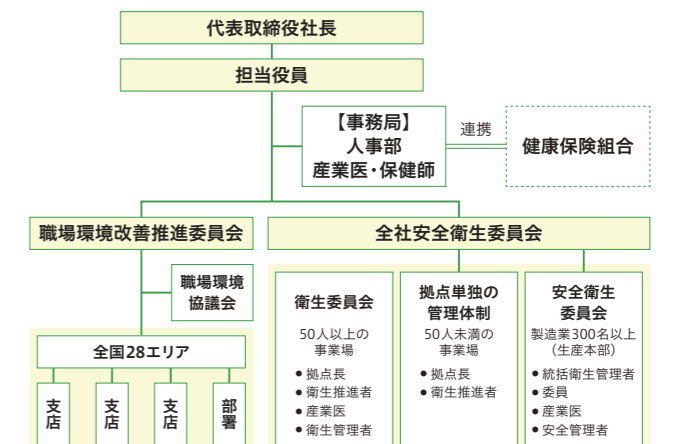 代表取締役社長
担当役員
【事務局】
人事部
産業医・保健師
連携
健康保険組合
職場環境改善推進委員会
全社安全衛生委員会
職場環境
協議会
全国28エリア
支店
支店
支店
部署
衛生委員会
50人以上の
事業場
● 拠点長
● 衛生推進者
● 産業医
● 衛生管理者
拠点単独の
管理体制
50人未満の
事業場
● 拠点長
● 衛生推進者
安全衛生
委員会
製造業300名以上
（生産本部）
● 統括衛生管理者
● 委員
● 産業医
● 安全管理者